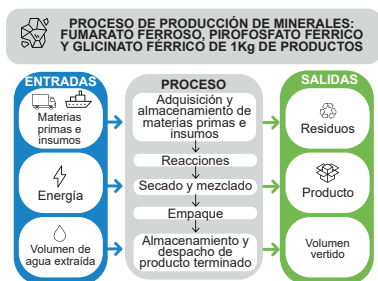 PROCESO DE PRODUCCIÓN DE MINERALES:
FUMARATO FERROSO, PIROFOSFATO FÉRRICO
Y GLICINATO FÉRRICO DE 1Kg DE PRODUCTOS
ENTRADAS
Materias
primas e
insumos
Energía
Volumen de
agua extraída
PROCESO
Adquisición y
almacenamiento de
materias primas e
insumos
Reacciones
Secado y mezclado
Empaque
Almacenamiento y
despacho de
producto terminado
SALIDAS
Residuos
Producto
Volumen
vertido